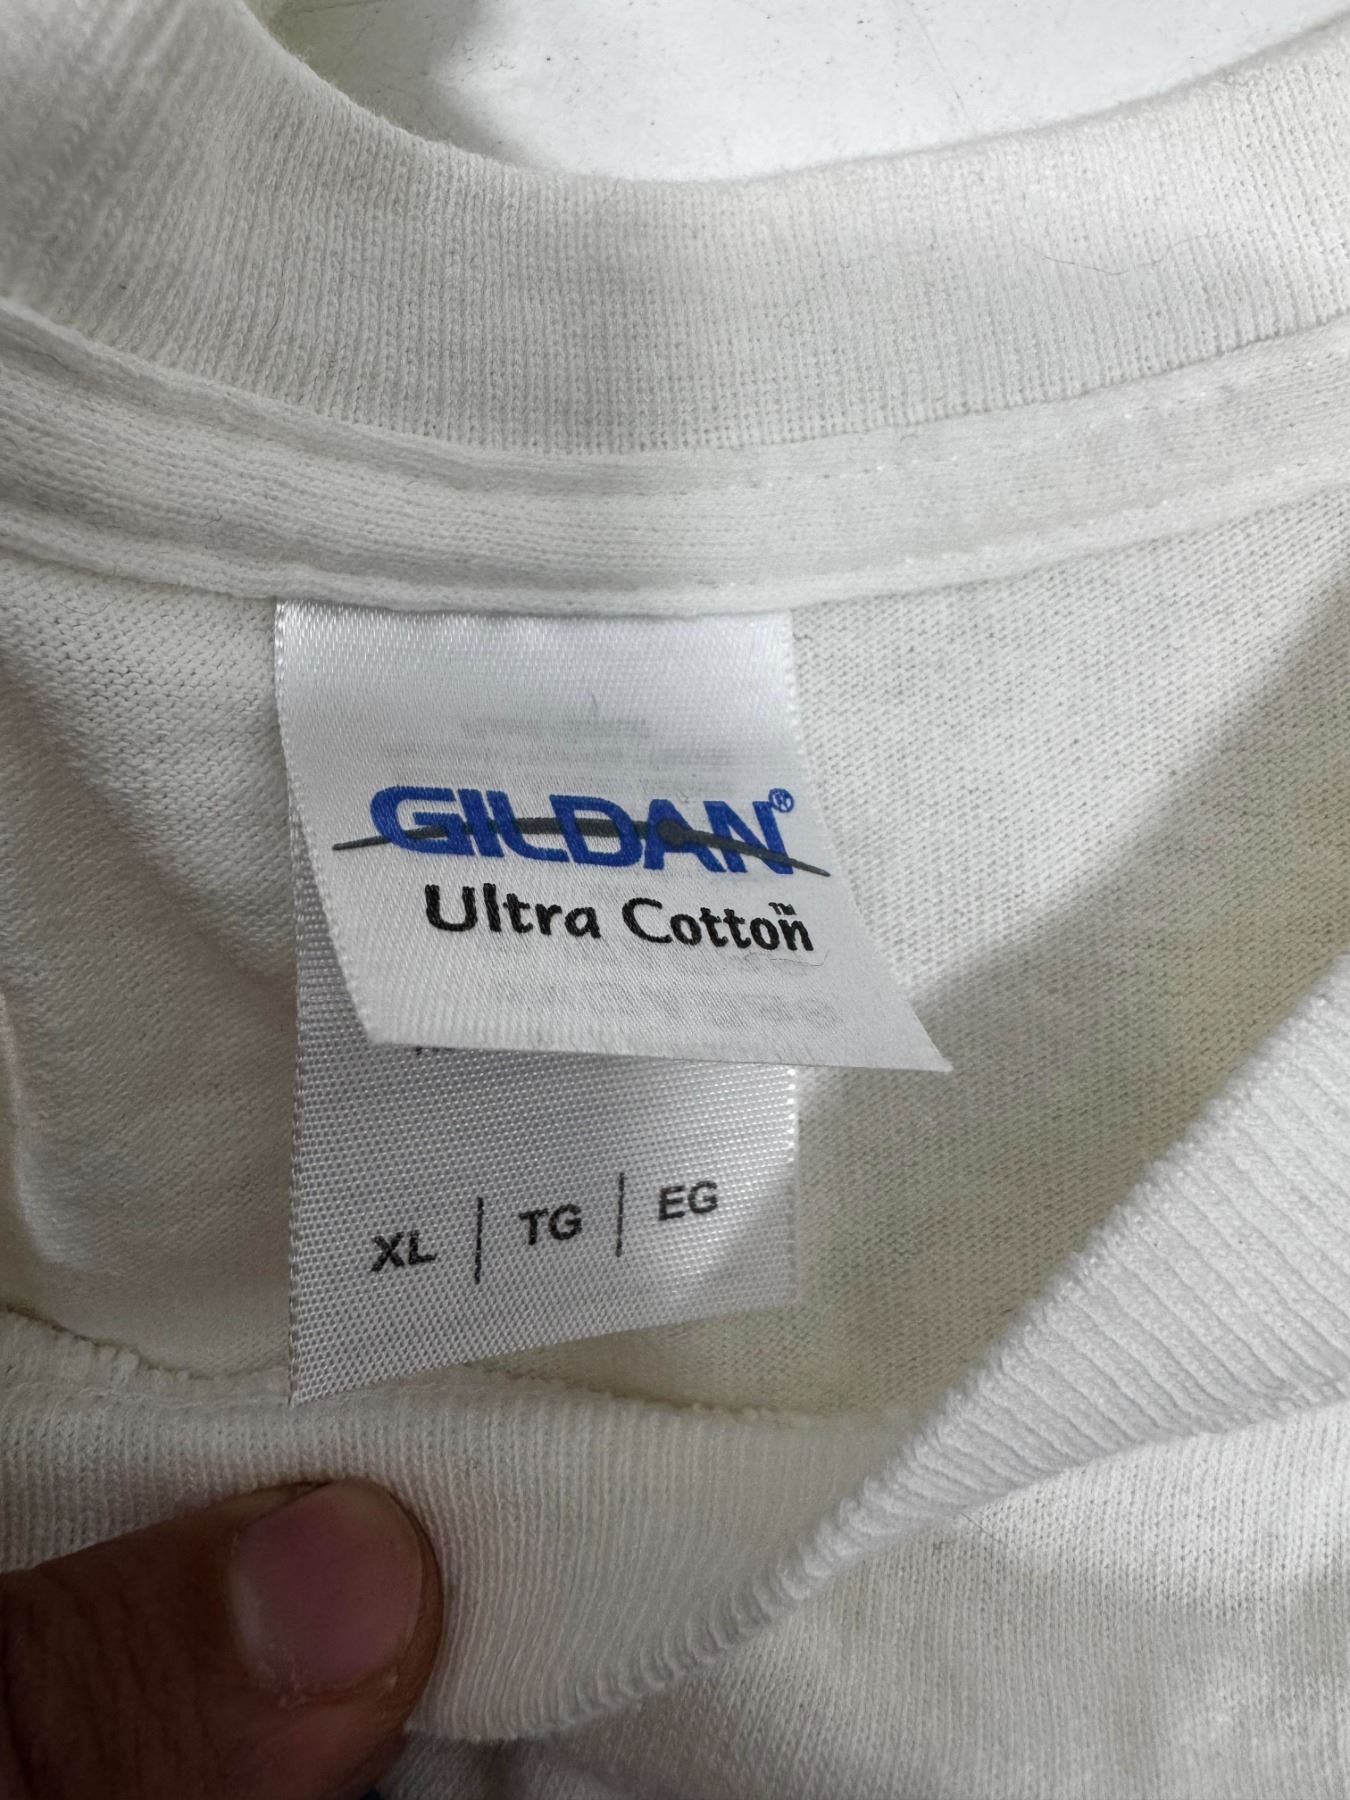 GILDAN®
Ultra Cotton™
XL | TG | EG